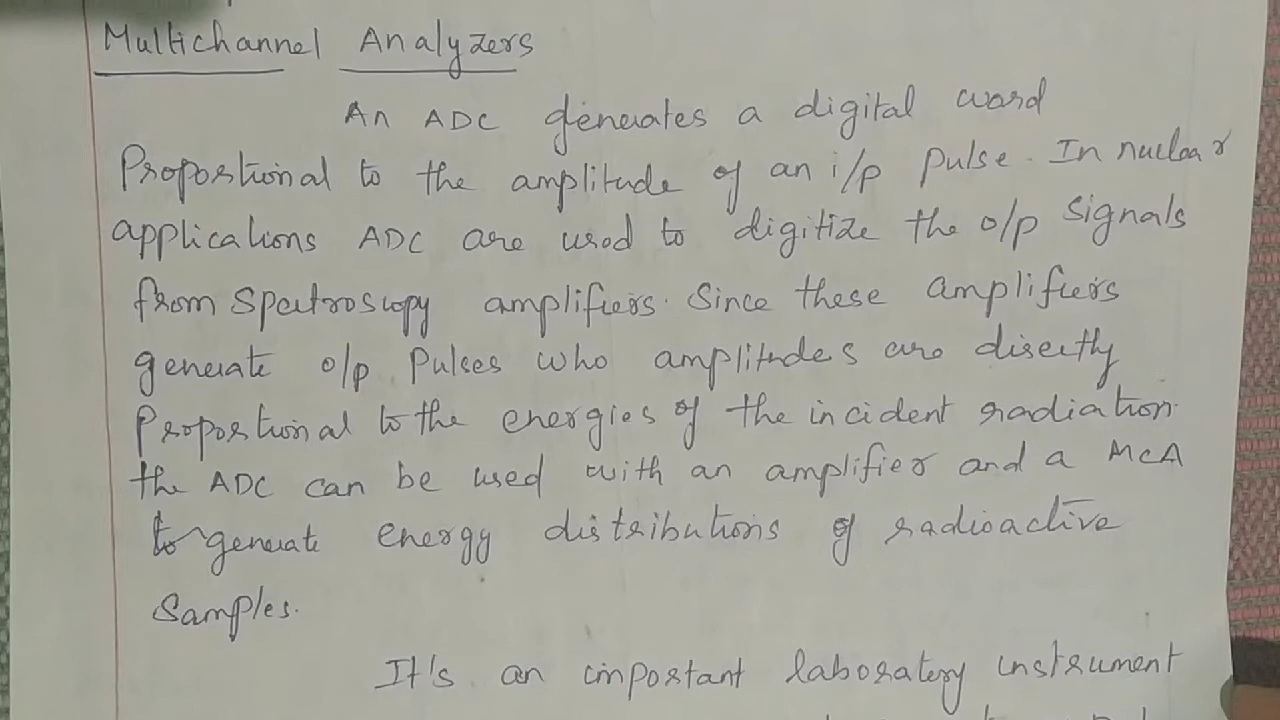 Multichannel Analyzers
An ADC generates a digital word
Proportional to the amplitude of an i/p pulse. In nuclear
applications ADC are used to digitize the o/p signals
from Spectroscopy amplifiers. Since these amplifiers
generate o/p Pulses who amplitudes are directly
Proportional to the energies of the incident radiation.
the ADC can be used with an amplifier and a MCA
to generate energy distributions of radioactive
Samples.
It's an important laboratory instrument